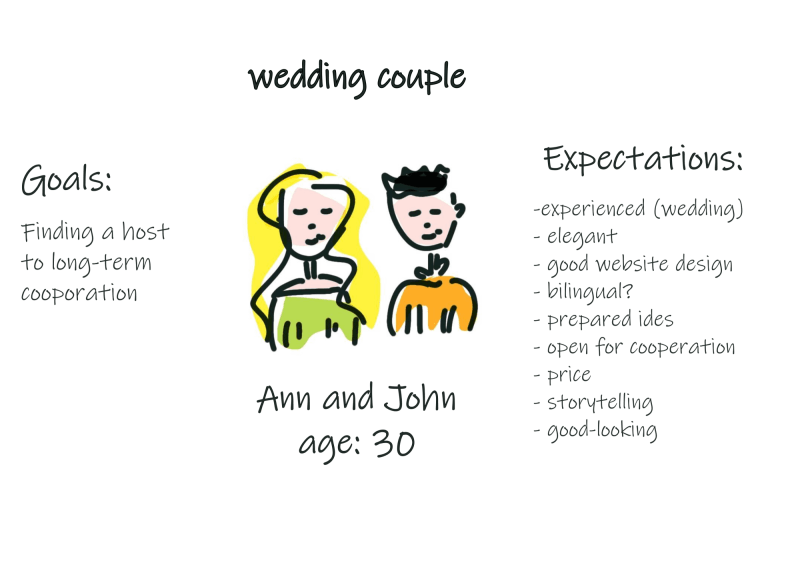 wedding couple
Goals:
Finding a host
to long-term
cooporation
Ann and John
age: 30
Expectations:
-experienced (wedding)
- elegant
- good website design
- bilingual?
- prepared ides
- open for cooperation
- price
- storytelling
- good-looking